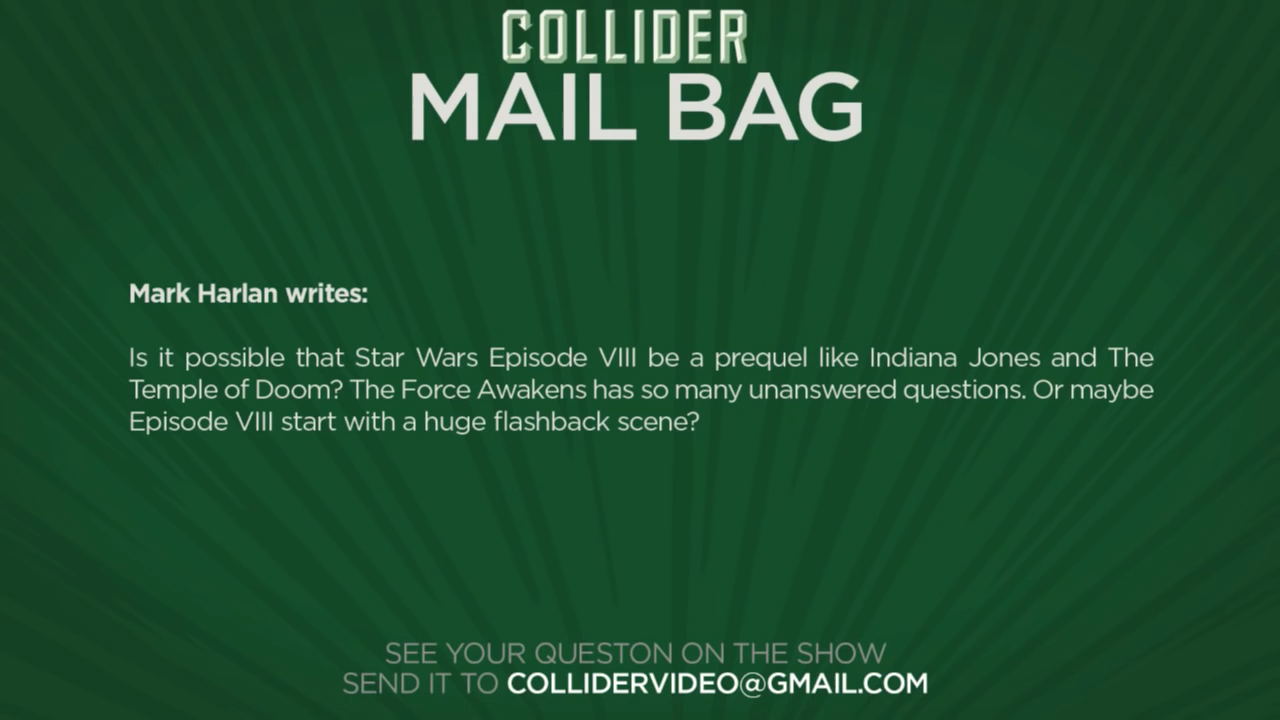 COLLIDER
MAIL BAG
Mark Harlan writes:
Is it possible that Star Wars Episode VIII be a prequel like Indiana Jones and The
Temple of Doom? The Force Awakens has so many unanswered questions. Or maybe
Episode VIII start with a huge flashback scene?
SEE YOUR QUESTON ON THE SHOW
SEND IT TO COLLIDERVIDEO@GMAIL.COM